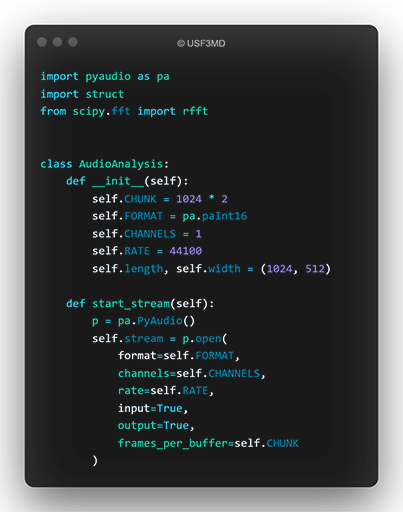 © USF3MD
import pyaudio as pa
import struct
from scipy.fft import rfft
class AudioAnalysis:
    def __init__(self):
        self.CHUNK = 1024 * 2
        self.FORMAT = pa.paInt16
        self.CHANNELS = 1
        self.RATE = 44100
        self.length, self.width = (1024, 512)
    def start_stream(self):
        p = pa.PyAudio()
        self.stream = p.open(
            format=self.FORMAT,
            channels=self.CHANNELS,
            rate=self.RATE,
            input=True,
            output=True,
            frames_per_buffer=self.CHUNK
        )